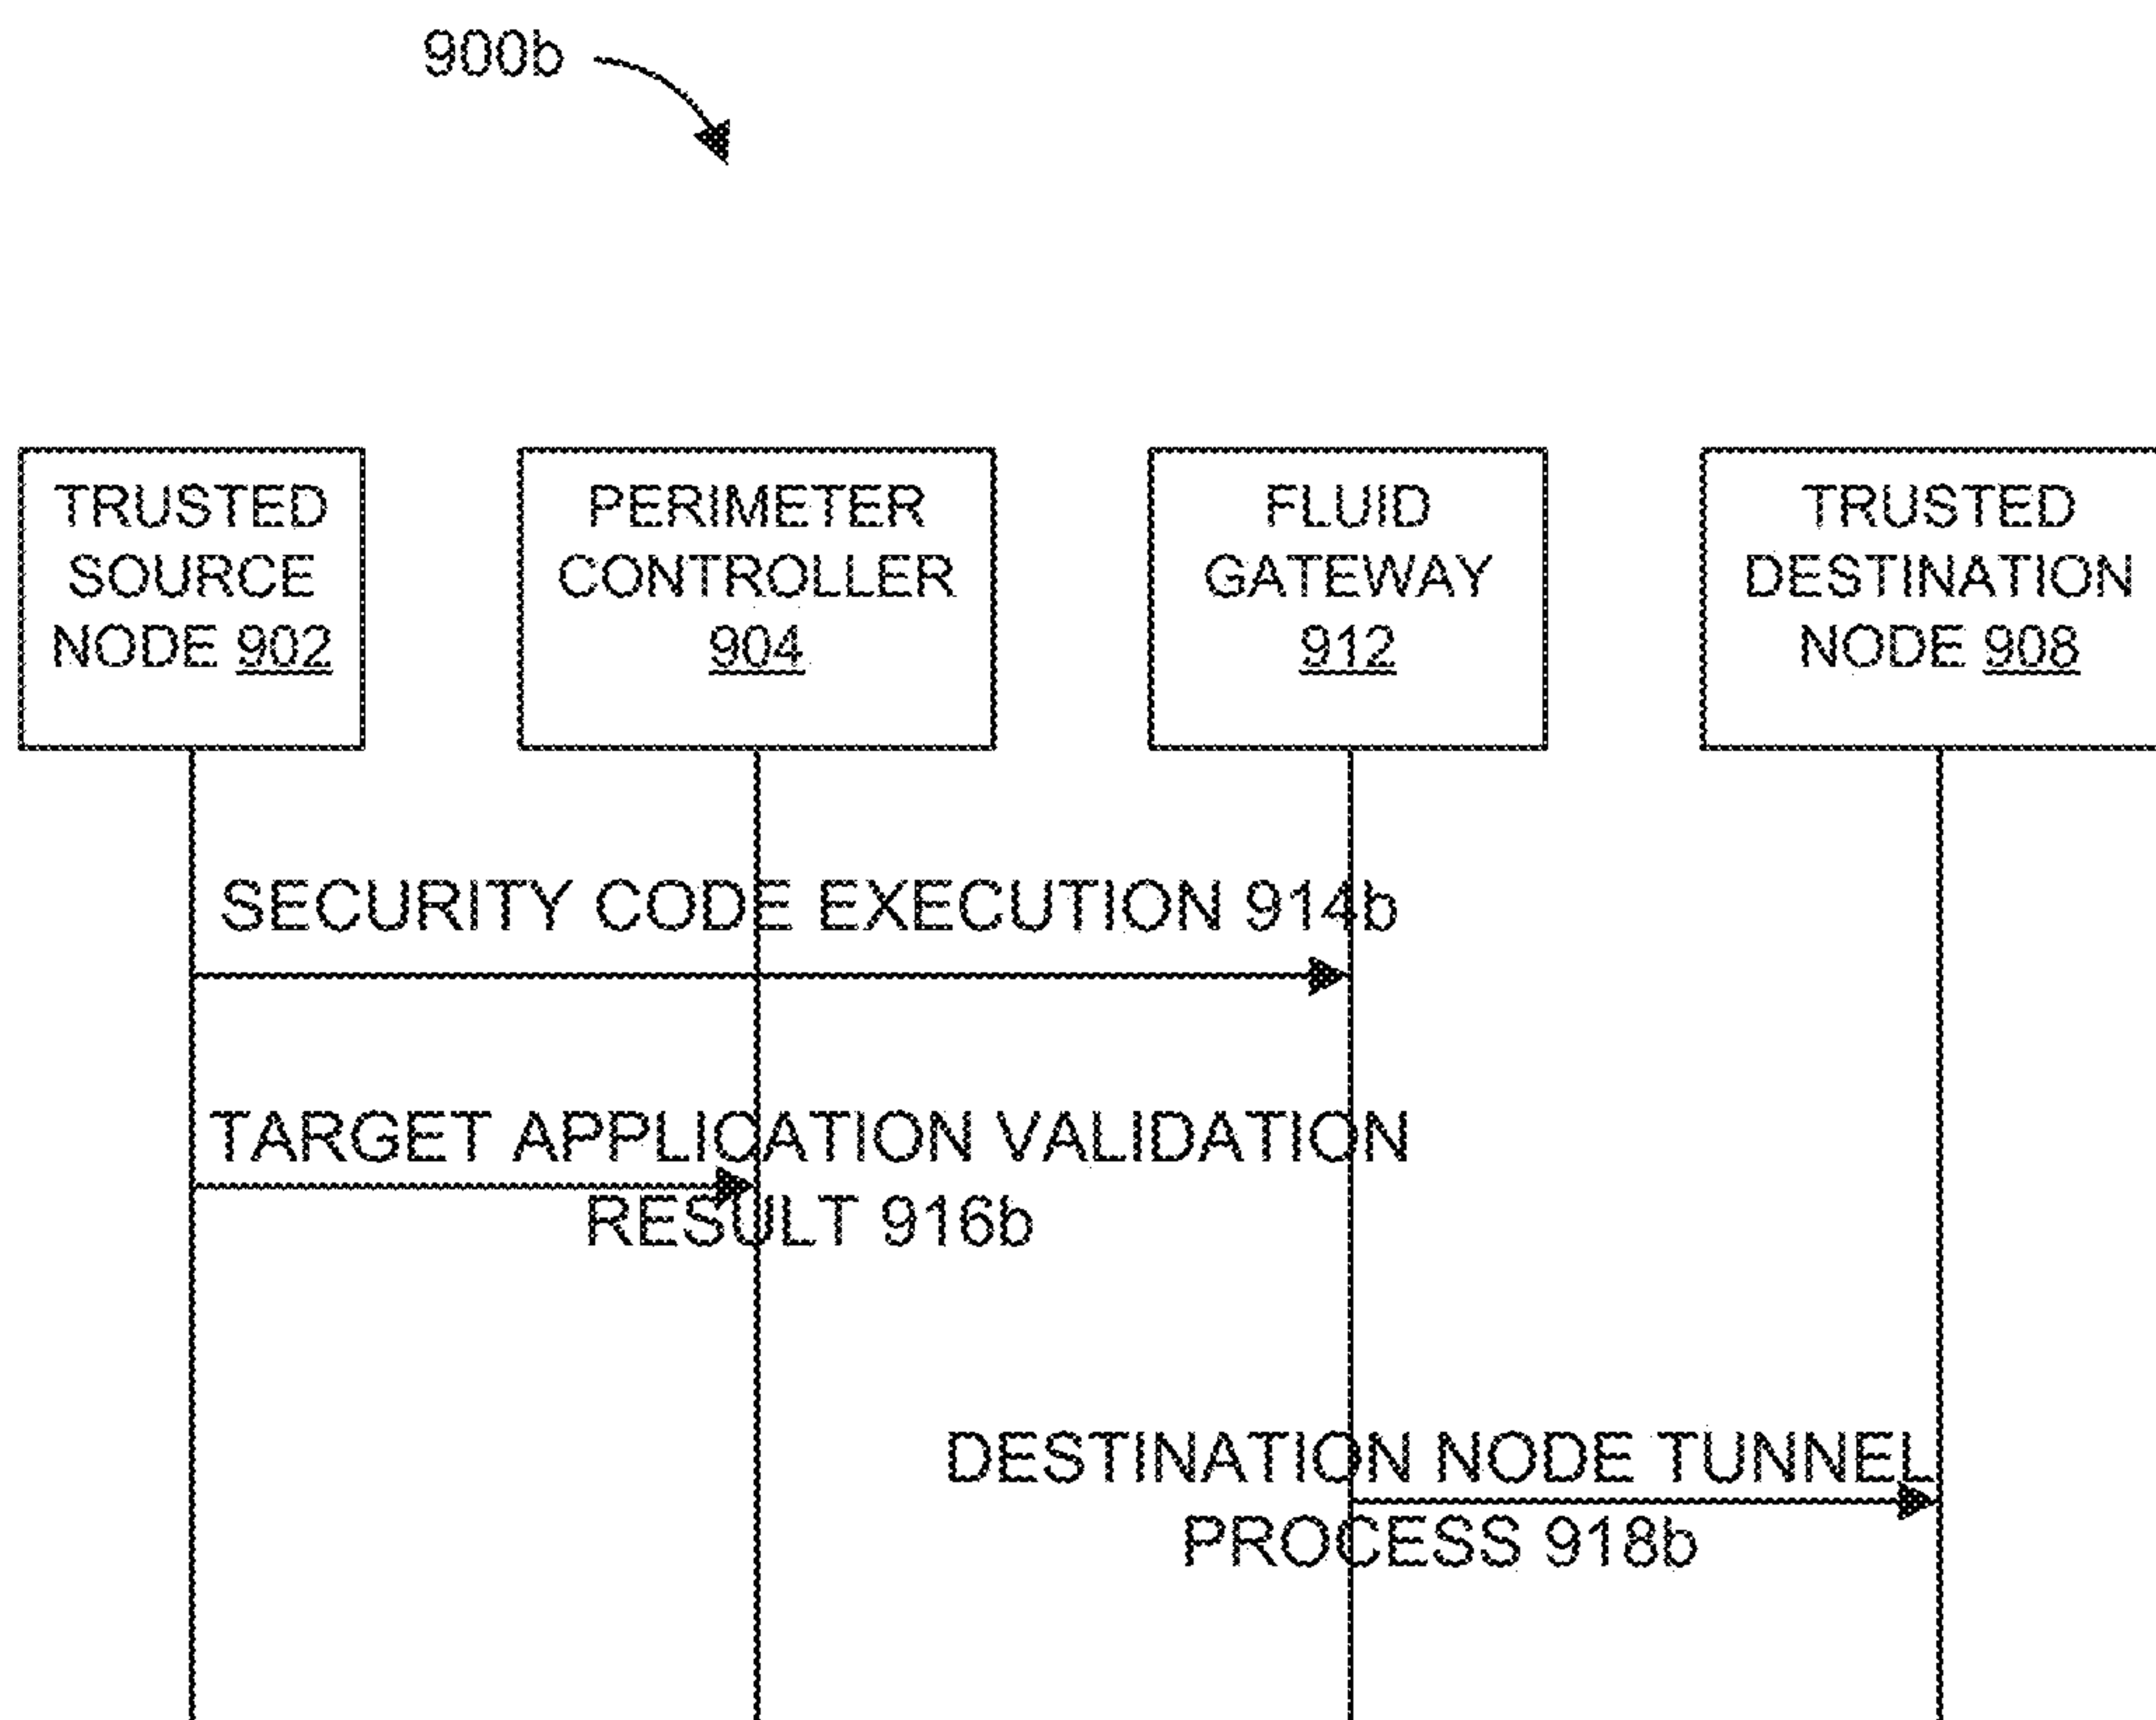 900b
TRUSTED
SOURCE
NODE 902
PERIMETER
CONTROLLER
904
FLUID
GATEWAY
912
TRUSTED
DESTINATION
NODE 908
SECURITY CODE EXECUTION 914b
TARGET APPLICATION VALIDATION
RESULT 916b
DESTINATION NODE TUNNEL
PROCESS 918b